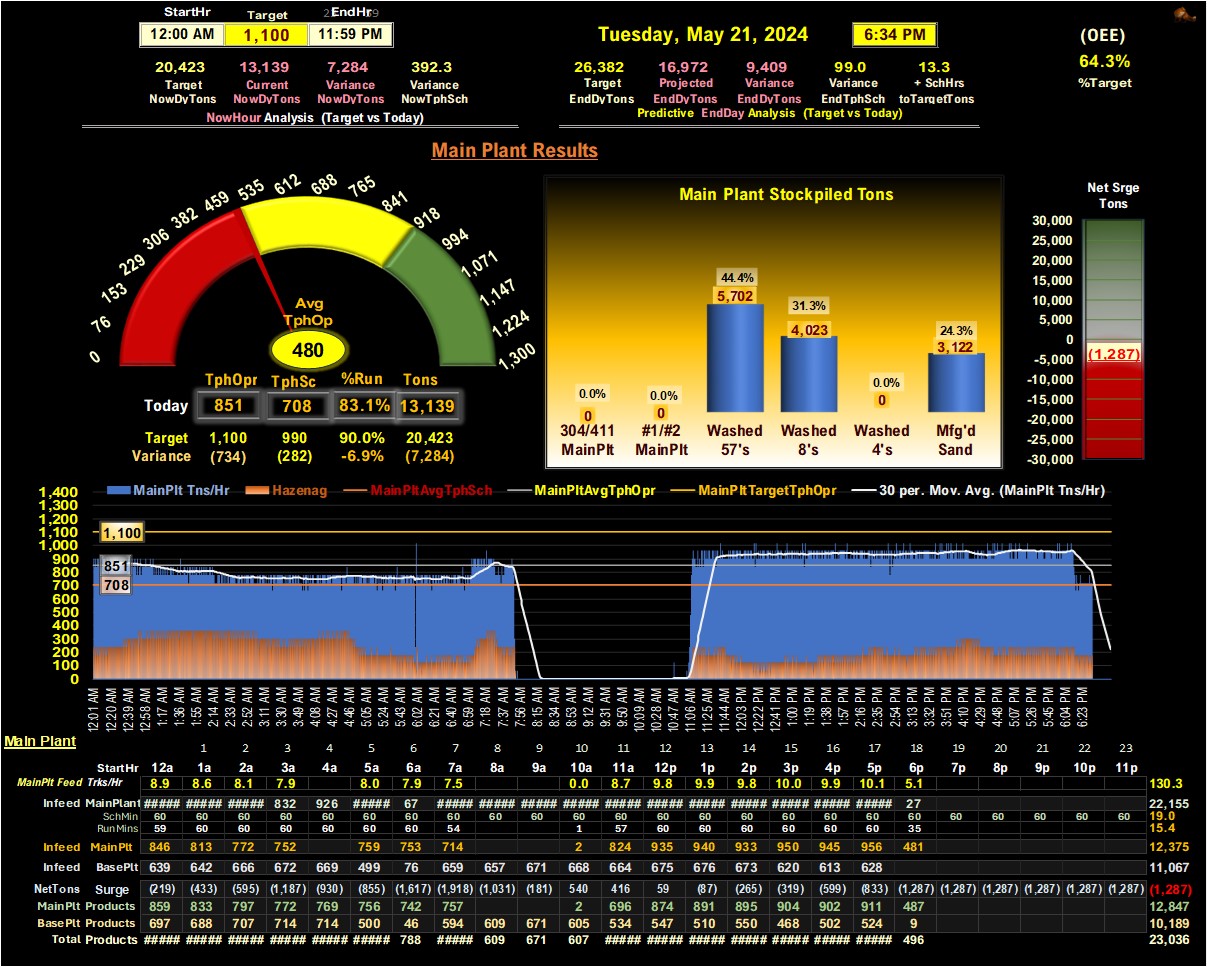 StartHr Target EndHr
12:00 AM 1,100 11:59 PM
Tuesday, May 21, 2024 6:34 PM
(OEE)
64.3%
%Target
20,423 13,139 7,284 392.3
Target Current Variance Variance
NowDyTons NowDyTons NowDyTons NowTphSch
NowHour Analysis (Target vs Today)
26,382 16,972 9,409 99.0 13.3
Target Projected Variance Variance + SchHrs
EndDyTons EndDyTons EndDyTons EndTphSch toTargetTons
Predictive EndDay Analysis (Target vs Today)
Main Plant Results
0 76 153 229 306 382 459 535 612 688 765 841 918 994 1,071 1,147 1,224 1,300
Avg
TphOp
480
TphOpr TphSc %Run Tons
Today 851 708 83.1% 13,139
Target 1,100 990 90.0% 20,423
Variance (734) (282) -6.9% (7,284)
Main Plant Stockpiled Tons
44.4%
5,702
31.3%
4,023
24.3%
3,122
0.0% 0.0% 0.0%
0 0 0
304/411 #1/#2 Washed Washed Washed Mfg'd
MainPlt MainPlt 57's 8's 4's Sand
Net Srge
Tons
30,000
25,000
20,000
15,000
10,000
5,000
0
-5,000
-10,000
-15,000
-20,000
-25,000
-30,000
(1,287)
MainPlt Tns/Hr Hazenag MainPltAvgTphSch MainPltAvgTphOpr MainPltTargetTphOpr 30 per. Mov. Avg. (MainPlt Tns/Hr)
1,400
1,300
1,200
1,100
1,000
900
800
700
600
500
400
300
200
100
0
1,100
851
708
12:01 AM 12:20 AM 12:39 AM 12:58 AM 1:17 AM 1:36 AM 1:55 AM 2:14 AM 2:33 AM 2:52 AM 3:11 AM 3:30 AM 3:49 AM 4:08 AM 4:27 AM 4:46 AM 5:05 AM 5:24 AM 5:43 AM 6:02 AM 6:21 AM 6:40 AM 6:59 AM 7:18 AM 7:37 AM 7:56 AM 8:15 AM 8:34 AM 8:53 AM 9:12 AM 9:31 AM 9:50 AM 10:09 AM 10:28 AM 10:47 AM 11:06 AM 11:25 AM 11:44 AM 12:03 PM 12:22 PM 12:41 PM 1:00 PM 1:19 PM 1:38 PM 1:57 PM 2:16 PM 2:35 PM 2:54 PM 3:13 PM 3:32 PM 3:51 PM 4:10 PM 4:29 PM 4:48 PM 5:07 PM 5:26 PM 5:45 PM 6:04 PM 6:23 PM
Main Plant
1 2 3 4 5 6 7 8 9 10 11 12 13 14 15 16 17 18 19 20 21 22 23
StartHr 12a 1a 2a 3a 4a 5a 6a 7a 8a 9a 10a 11a 12p 1p 2p 3p 4p 5p 6p 7p 8p 9p 10p 11p
MainPlt Feed Trks/Hr 8.9 8.6 8.1 7.9 8.0 7.9 7.5 0.0 8.7 9.8 9.9 9.8 10.0 9.9 10.1 5.1 130.3
Infeed MainPlant ##### ##### ##### 832 926 ##### 67 ##### ##### ##### ##### ##### ##### ##### ##### ##### ##### ##### 27 22,155
SchMin 60 60 60 60 60 60 60 60 60 60 60 60 60 60 60 60 60 60 60 60 19.0
RunMins 59 60 60 60 60 60 60 54 1 57 60 60 60 60 60 60 35 15.4
Infeed MainPlt 846 813 772 752 759 753 714 2 824 935 940 933 950 945 956 481 12,375
Infeed BasePlt 639 642 666 672 669 499 76 659 657 671 668 664 675 676 673 620 613 628 11,067
NetTons Surge (219) (433) (595) (1,187) (930) (855) (1,617) (1,918) (1,031) (181) 540 416 59 (87) (265) (319) (599) (833) (1,287) (1,287) (1,287) (1,287) (1,287) (1,287) (1,287)
MainPlt Products 859 833 797 772 769 756 742 757 2 696 874 891 895 904 902 911 487 12,847
BasePlt Products 697 688 707 714 714 500 46 594 609 671 605 534 547 510 550 468 502 524 9 10,189
Total Products ##### ##### ##### ##### ##### ##### 788 ##### 609 671 607 ##### ##### ##### ##### ##### ##### ##### 496 23,036